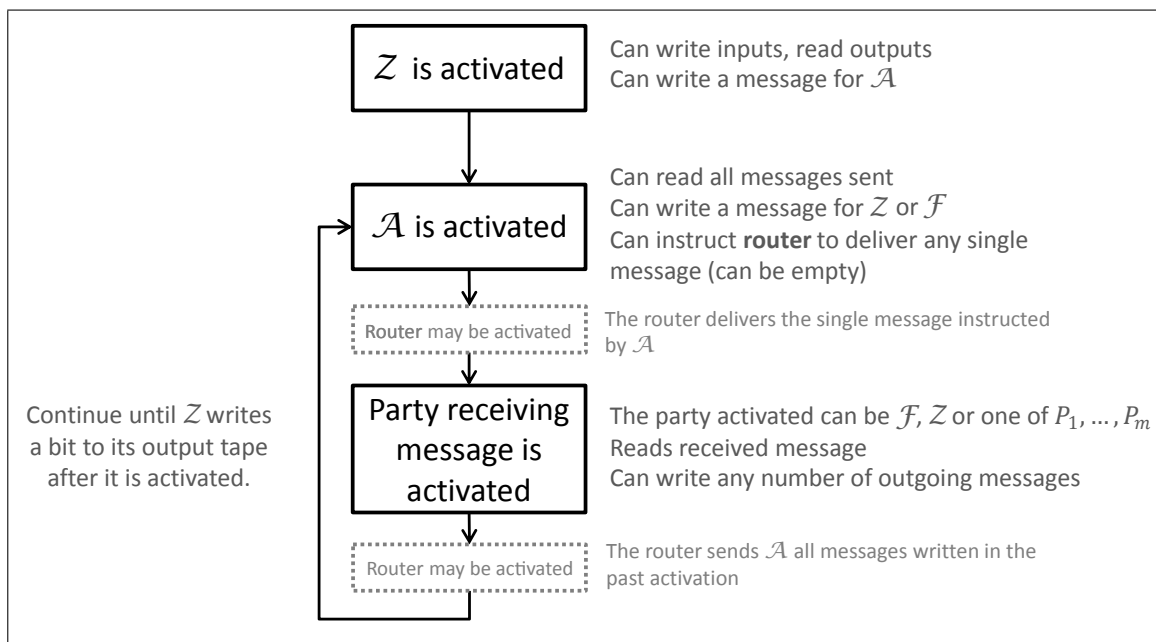 𝒵 is activated
Can write inputs, read outputs
Can write a message for 𝒜
𝒜 is activated
Can read all messages sent
Can write a message for 𝒵 or ℱ
Can instruct router to deliver any single
message (can be empty)
Router may be activated
The router delivers the single message instructed
by 𝒜
Continue until 𝒵 writes
a bit to its output tape
after it is activated.
Party receiving
message is
activated
The party activated can be ℱ, 𝒵 or one of 𝑃₁, … , 𝑃ₘ
Reads received message
Can write any number of outgoing messages
Router may be activated
The router sends 𝒜 all messages written in the
past activation